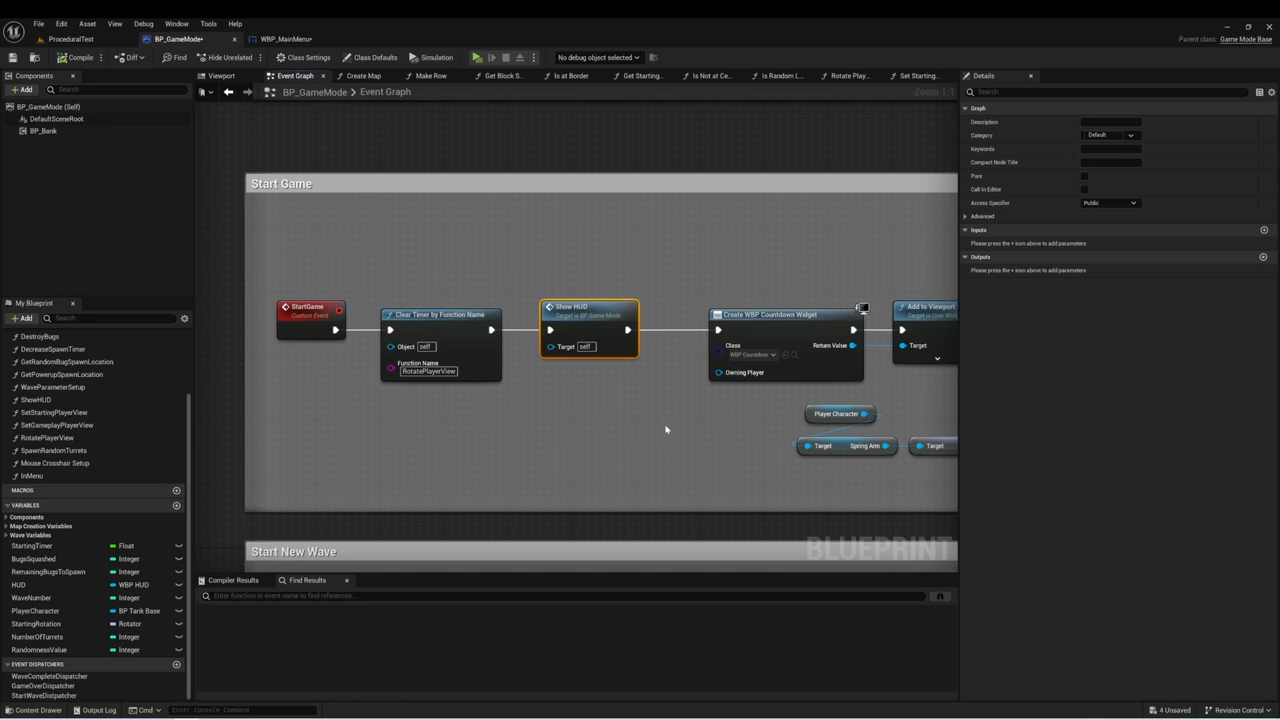 File Edit Asset View Debug Window Tools Help
ProceduralTest BP_GameMode• WBP_MainMenu•
Parent class: Game Mode Base
Compile Diff Find Hide Unrelated Class Settings Class Defaults Simulation No debug object selected
Components
Add Search
BP_GameMode (Self)
DefaultSceneRoot
BP_Bank
Viewport Event Graph Create Map Make Row Get Block S... Is at Border Get Starting... Is Not at Ce... Is Random L... Rotate Play... Set Starting...
BP_GameMode > Event Graph Zoom 1:1
Start Game
StartGame
Custom Event
Clear Timer by Function Name
Object self
Function Name
RotatePlayerView
Show HUD
Target is BP Game Mode
Target self
Create WBP Countdown Widget
Class
WBP Countdow
Return Value
Owning Player
Add to Viewport
Target is User Wid
Target
Player Character
Target Spring Arm
Target
Start New Wave
BLUEPRINT
My Blueprint
Add Search
DestroyBugs
DecreaseSpawnTimer
GetRandomBugSpawnLocation
GetPowerupSpawnLocation
WaveParameterSetup
ShowHUD
SetStartingPlayerView
SetGameplayView
RotatePlayerView
SpawnRandomTurrets
Mouse Crosshair Setup
InMenu
MACROS
VARIABLES
Components
Map Creation Variables
Wave Variables
StartingTimer Float
BugsSquashed Integer
RemainingBugsToSpawn Integer
HUD WBP HUD
WaveNumber Integer
PlayerCharacter BP Tank Base
StartingRotation Rotator
NumberOfTurrets Integer
RandomnessValue Integer
EVENT DISPATCHERS
WaveCompleteDispatcher
GameOverDispatcher
StartWaveDistpatcher
Compiler Results Find Results
Enter function or event name to find references...
Details
Search
Graph
Description
Category Default
Keywords
Compact Node Title
Pure
Call In Editor
Access Specifier Public
Advanced
Inputs
Please press the + icon above to add parameters
Outputs
Please press the + icon above to add parameters
Content Drawer Output Log Cmd Enter Console Command 4 Unsaved Revision Control